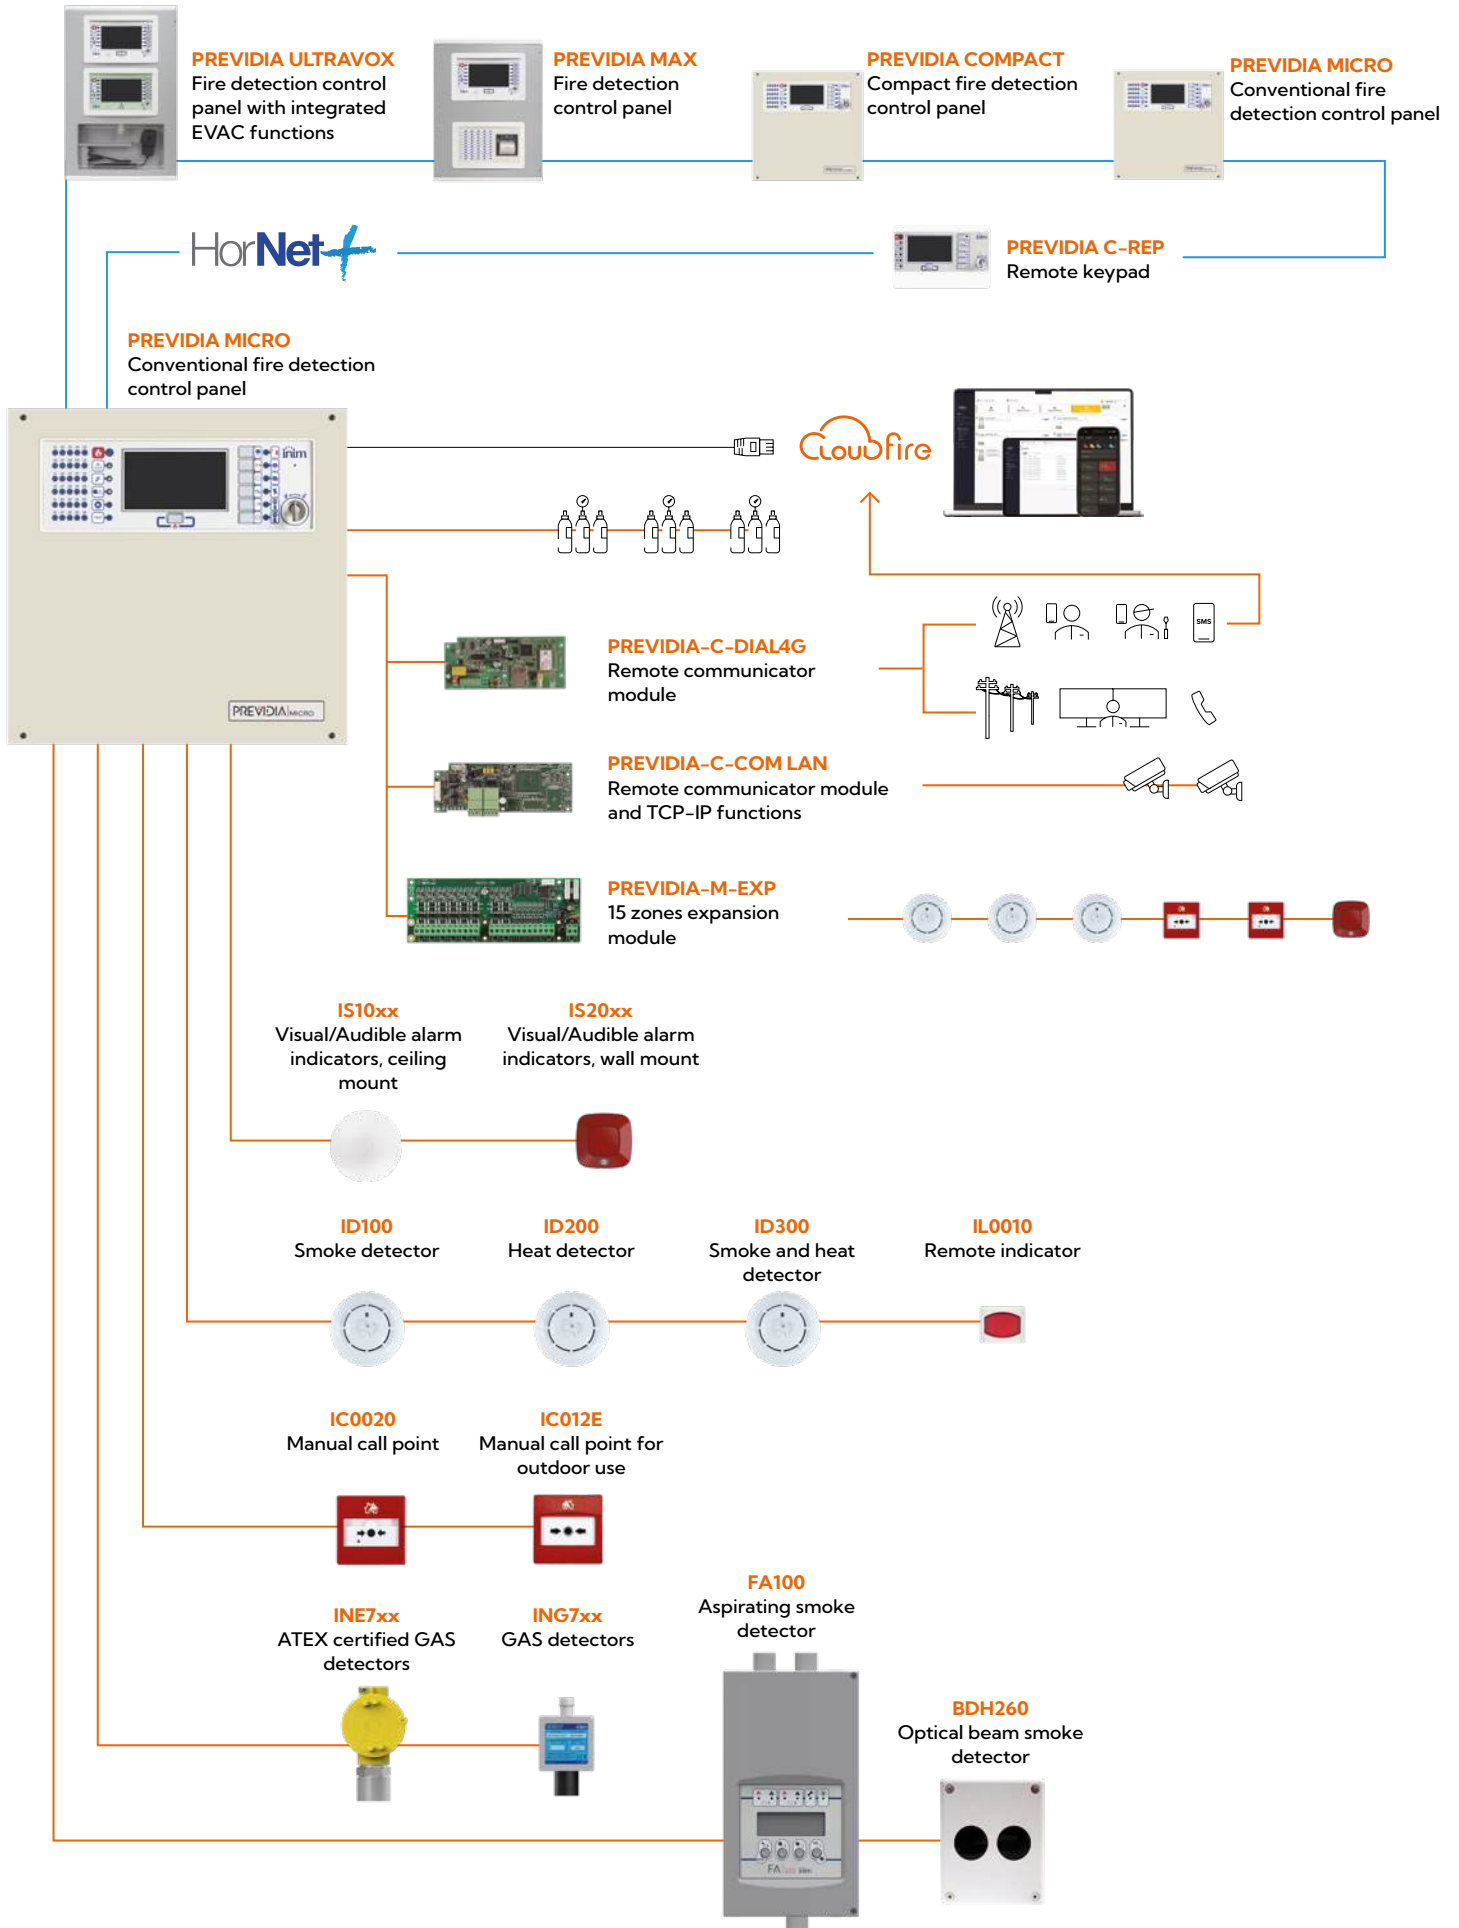 PREVIDIA ULTRAVOX
Fire detection control
panel with integrated
EVAC functions
PREVIDIA MAX
Fire detection
control panel
PREVIDIA COMPACT
Compact fire detection
control panel
PREVIDIA MICRO
Conventional fire
detection control panel
HorNet+
PREVIDIA C-REP
Remote keypad
PREVIDIA MICRO
Conventional fire detection
control panel
inim
PREVIDIA MICRO
CLOUDFIRE
SMS
PREVIDIA-C-DIAL4G
Remote communicator
module
PREVIDIA-C-COM LAN
Remote communicator module
and TCP-IP functions
PREVIDIA-M-EXP
15 zones expansion
module
IS10xx
Visual/Audible alarm
indicators, ceiling
mount
IS20xx
Visual/Audible alarm
indicators, wall mount
ID100
Smoke detector
ID200
Heat detector
ID300
Smoke and heat
detector
IL0010
Remote indicator
IC0020
Manual call point
IC012E
Manual call point for
outdoor use
INE7xx
ATEX certified GAS
detectors
ING7xx
GAS detectors
FA100
Aspirating smoke
detector
FA
BDH260
Optical beam smoke
detector